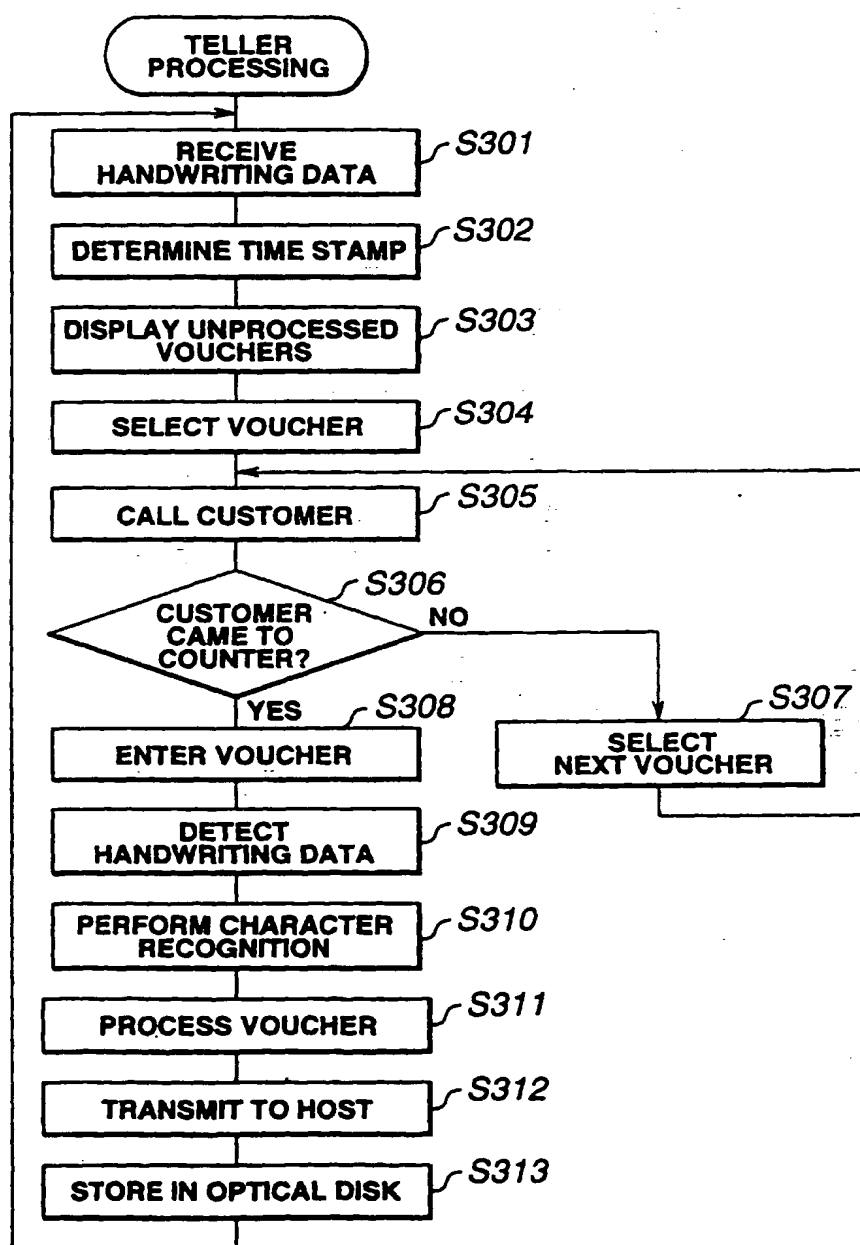 TELLER
PROCESSING
RECEIVE
HANDWRITING DATA
S301
DETERMINE TIME STAMP
S302
DISPLAY UNPROCESSED
VOUCHERS
S303
SELECT VOUCHER
S304
CALL CUSTOMER
S305
CUSTOMER
CAME TO
COUNTER?
S306
NO
YES
SELECT
NEXT VOUCHER
S307
ENTER VOUCHER
S308
DETECT
HANDWRITING DATA
S309
PERFORM CHARACTER
RECOGNITION
S310
PROCESS VOUCHER
S311
TRANSMIT TO HOST
S312
STORE IN OPTICAL DISK
S313